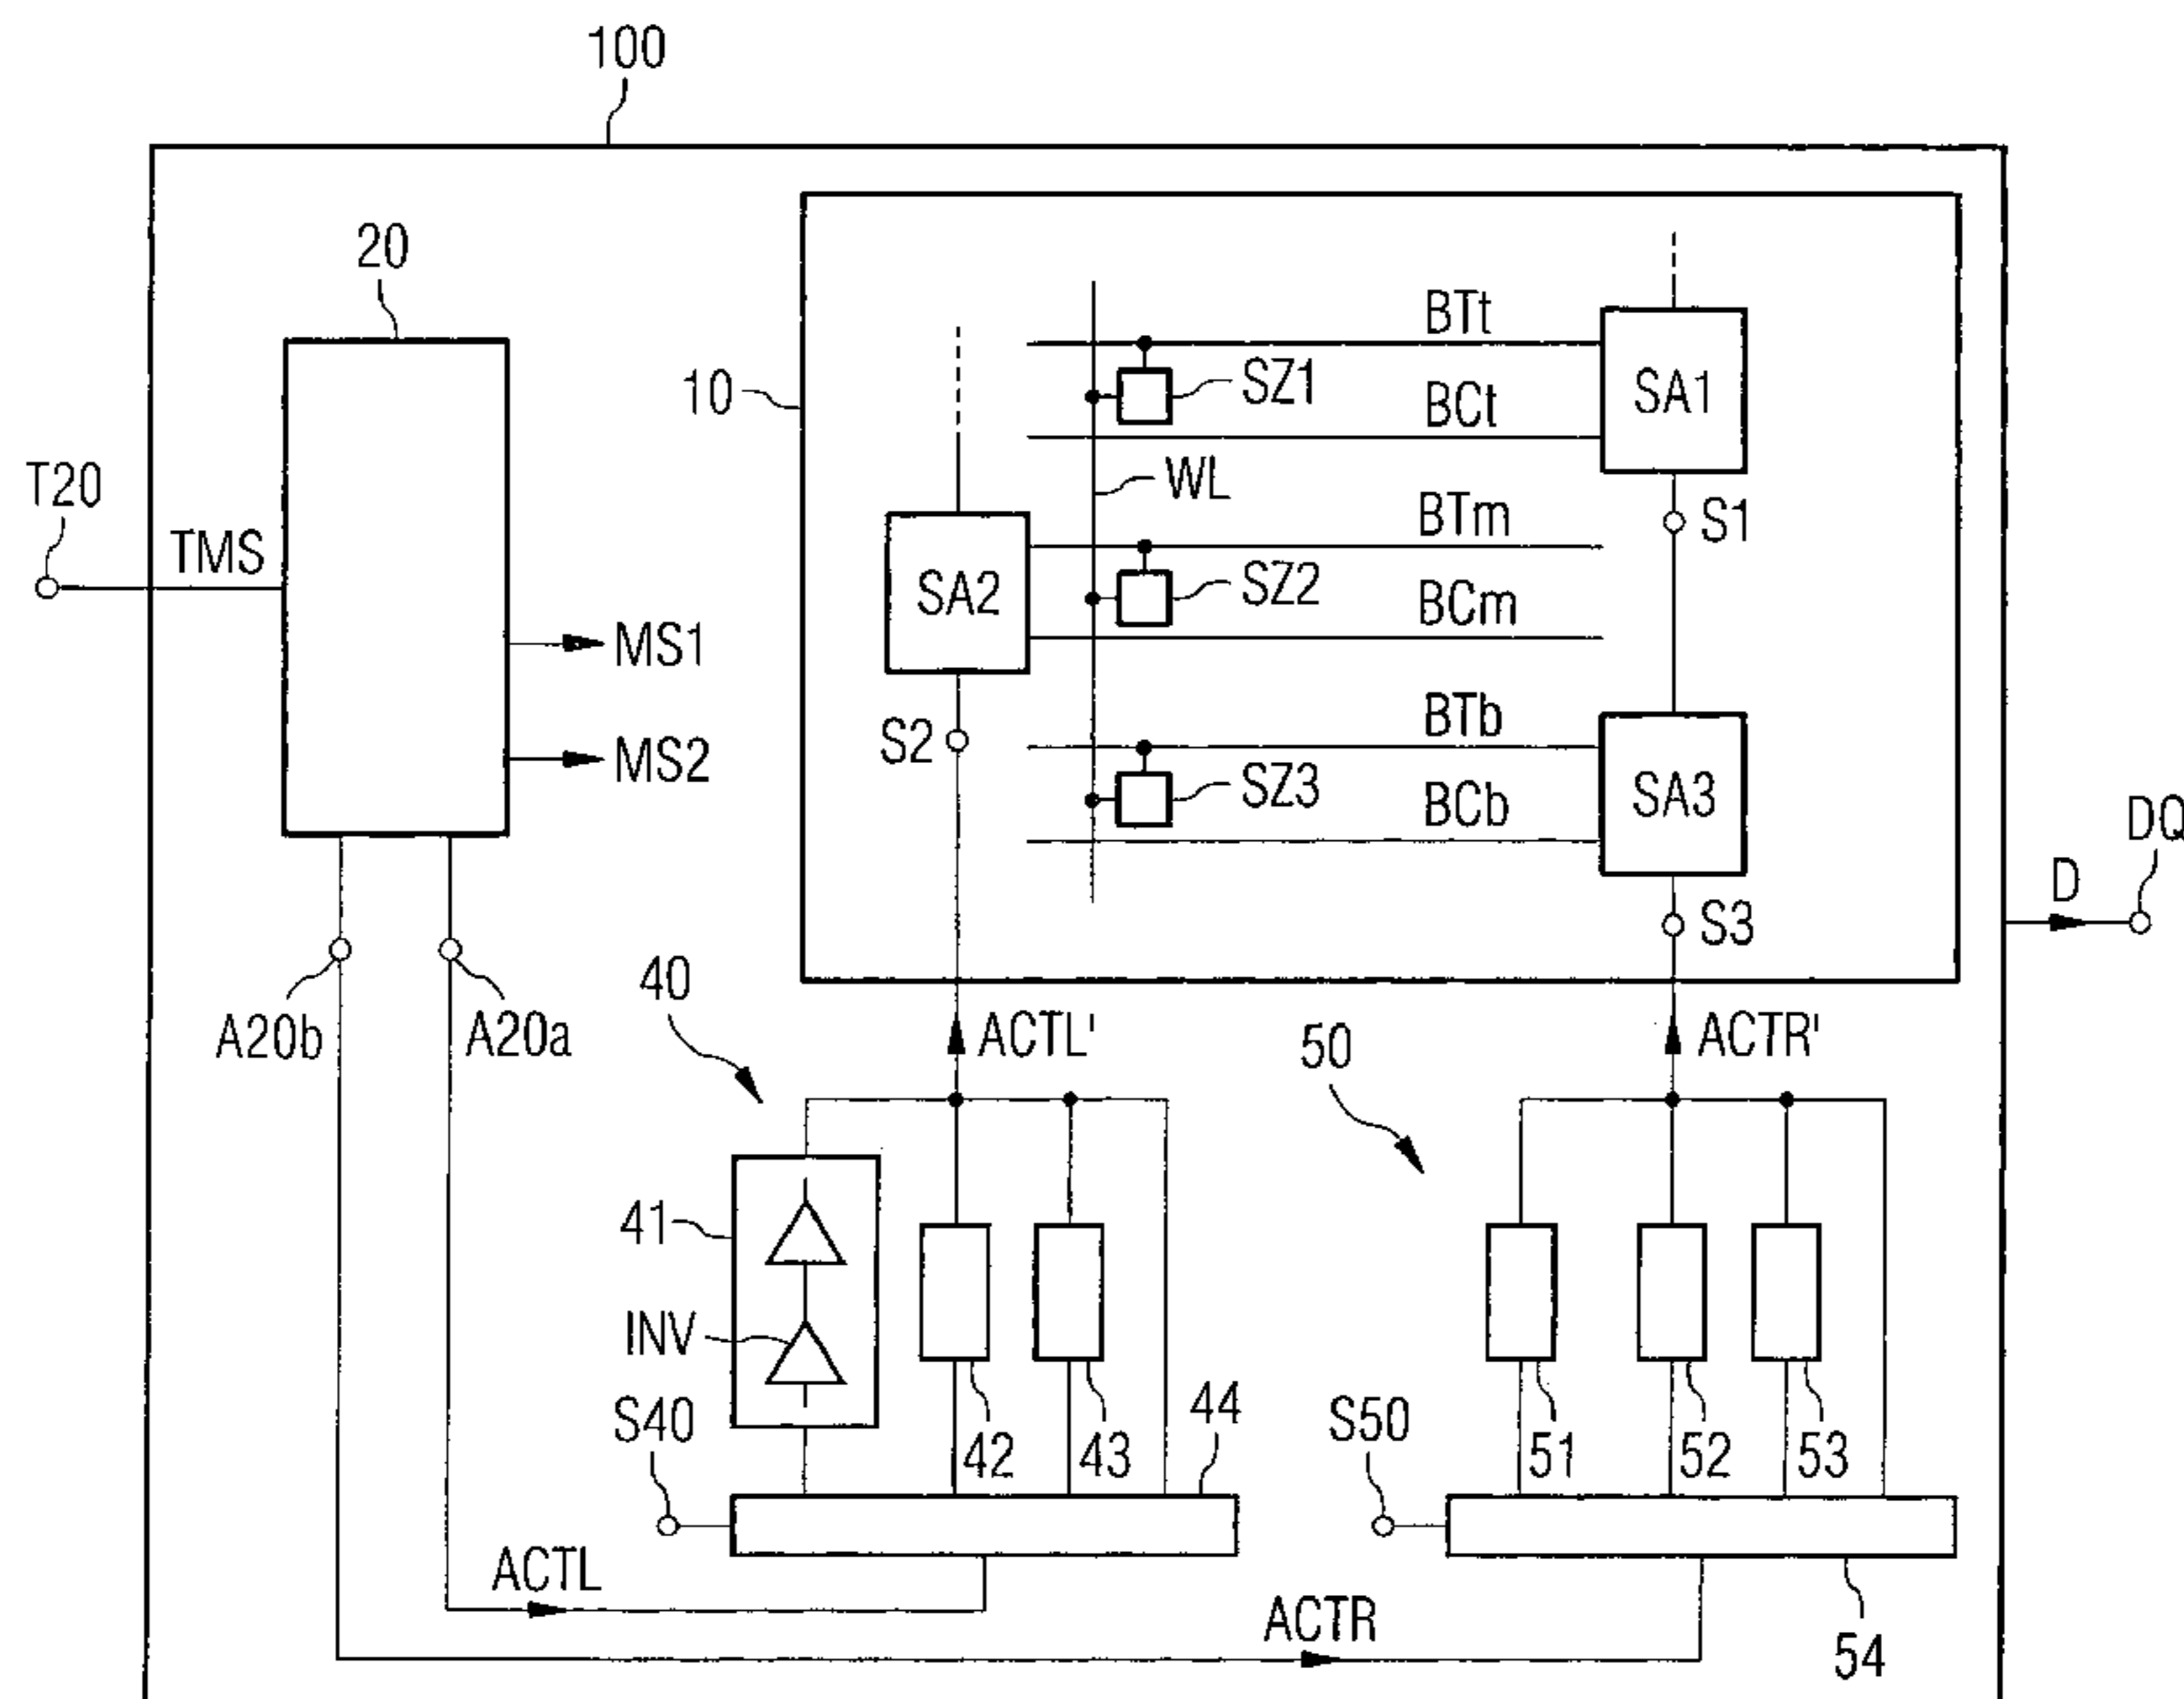 100
20
10
BTt
SZ1
SA1
BCt
T20
WL
TMS
BTm
S1
SA2
SZ2
BCm
MS1
BTb
S2
MS2
SZ3
SA3
BCb
DQ
D
S3
40
A20b
A20a
ACTL'
50
ACTR'
41
INV
S40
42
43
44
S50
51
52
53
ACTL
ACTR
54